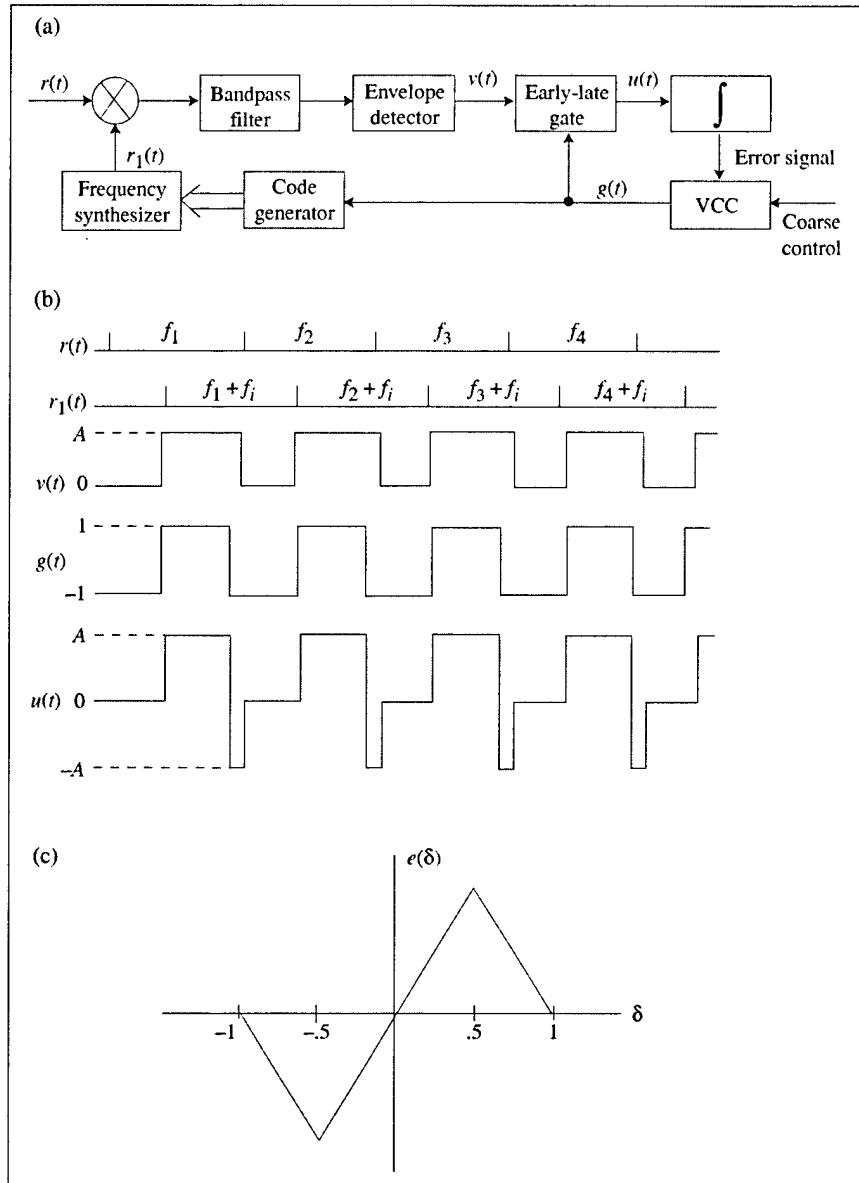 (a)
r(t)
Bandpass filter
Envelope detector
v(t)
Early-late gate
u(t)
∫
r₁(t)
Error signal
Frequency synthesizer
Code generator
g(t)
VCC
Coarse control
(b)
r(t) f₁ f₂ f₃ f₄
r₁(t) f₁ + fᵢ f₂ + fᵢ f₃ + fᵢ f₄ + fᵢ
A
v(t) 0
1
g(t)
–1
A
u(t) 0
–A
(c)
e(δ)
–1 –.5 .5 1 δ